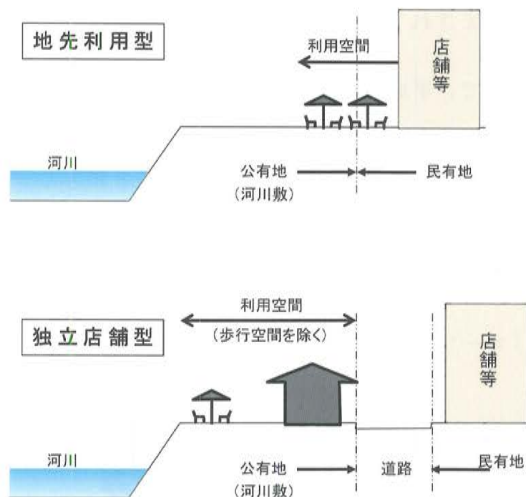 地先利用型
利用空間
店舗等
河川
公有地
(河川敷)
民有地
独立店舗型
利用空間
(歩行空間を除く)
店舗等
河川
公有地
(河川敷)
道路
民有地